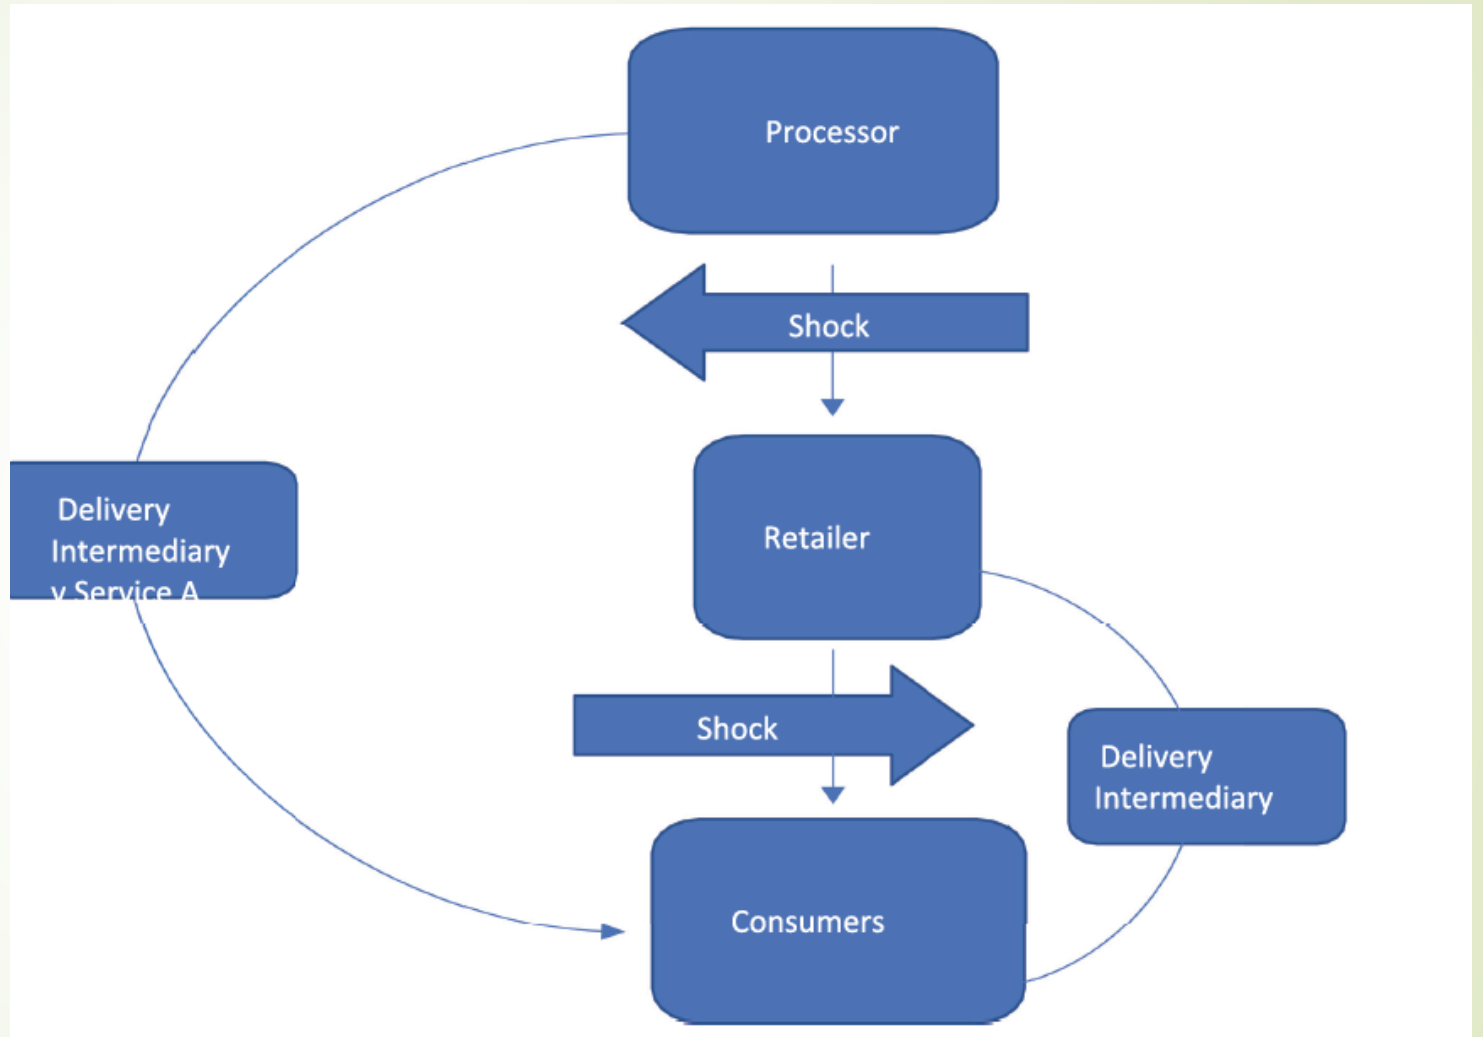 Processor
Shock
Retailer
Delivery
Intermediary
y Service A
Shock
Delivery
Intermediary
Consumers